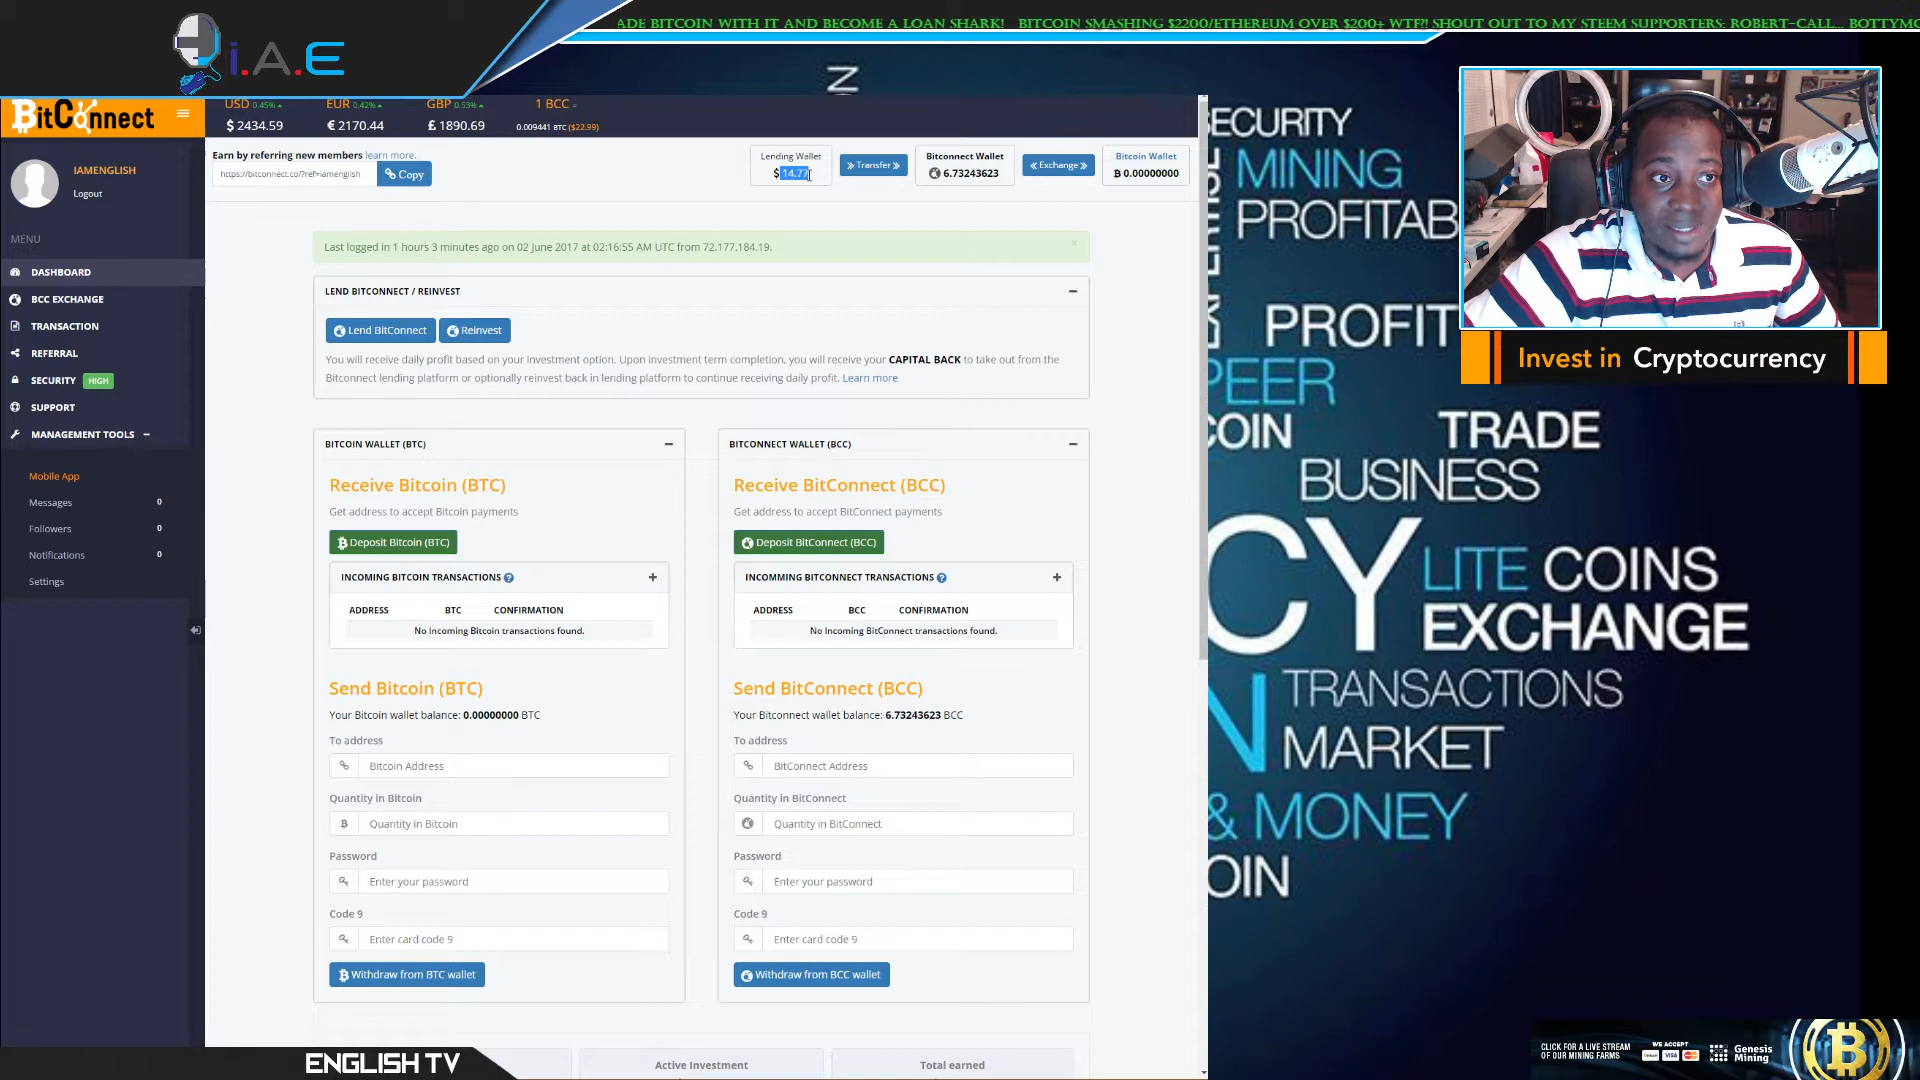 ADE BITCOIN WITH IT AND BECOME A LOAN SHARK! BITCOIN SMASHING $2200/ETHEREUM OVER $200+ WTF?! SHOUT OUT TO MY STEEM SUPPORTERS: ROBERT-CALL... BOTTYMO
i.A.E
BitConnect
USD 0.45%
EUR 0.42%
GBP 0.53%
1 BCC =
$ 2434.59
€ 2170.44
£ 1890.69
0.009441 BTC ($22.99)
IAMENGLISH
Logout
Earn by referring new members learn more.
https://bitconnect.co/?ref=iamenglish
Copy
Lending Wallet
$14.77
Transfer
Bitconnect Wallet
6.73243623
Exchange
Bitcoin Wallet
0.00000000
MENU
DASHBOARD
BCC EXCHANGE
TRANSACTION
REFERRAL
SECURITY HIGH
SUPPORT
MANAGEMENT TOOLS
Mobile App
Messages 0
Followers 0
Notifications 0
Settings
Last logged in 1 hours 3 minutes ago on 02 June 2017 at 02:16:55 AM UTC from 72.177.184.19.
LEND BITCONNECT / REINVEST
Lend BitConnect
Reinvest
You will receive daily profit based on your Investment option. Upon investment term completion, you will receive your CAPITAL BACK to take out from the
Bitconnect lending platform or optionally reinvest back in lending platform to continue receiving daily profit. Learn more
BITCOIN WALLET (BTC)
Receive Bitcoin (BTC)
Get address to accept Bitcoin payments
Deposit Bitcoin (BTC)
INCOMING BITCOIN TRANSACTIONS
ADDRESS BTC CONFIRMATION
No Incoming Bitcoin transactions found.
Send Bitcoin (BTC)
Your Bitcoin wallet balance: 0.00000000 BTC
To address
Bitcoin Address
Quantity in Bitcoin
Quantity in Bitcoin
Password
Enter your password
Code 9
Enter card code 9
Withdraw from BTC wallet
BITCONNECT WALLET (BCC)
Receive BitConnect (BCC)
Get address to accept BitConnect payments
Deposit BitConnect (BCC)
INCOMMING BITCONNECT TRANSACTIONS
ADDRESS BCC CONFIRMATION
No Incoming BitConnect transactions found.
Send BitConnect (BCC)
Your Bitconnect wallet balance: 6.73243623 BCC
To address
BitConnect Address
Quantity in BitConnect
Quantity in BitConnect
Password
Enter your password
Code 9
Enter card code 9
Withdraw from BCC wallet
Active Investment
Total earned
N
ECURITY
MINING
PROFITAB
PROFIT
PEER
COIN
TRADE
BUSINESS
CY
LITE COINS
EXCHANGE
N
TRANSACTIONS
MARKET
& MONEY
OIN
Invest in Cryptocurrency
ENGLISH TV
CLICK FOR A LIVE STREAM
OF OUR MINING FARMS
WE ACCEPT
VISA
Genesis
Mining